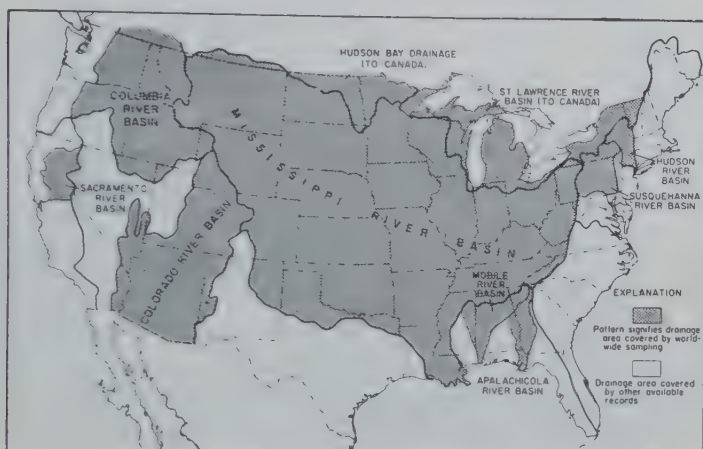 HUDSON BAY DRAINAGE
(TO CANADA.
ST LAWRENCE RIVER
BASIN (TO CANADA)
COLUMBIA
RIVER
BASIN
MISSISSIPPI RIVER BASIN
HUDSON
RIVER
BASIN
SACRAMENTO
RIVER
BASIN
SUSQUEHANNA
RIVER BASIN
COLORADO RIVER BASIN
MOBILE
RIVER
BASIN
APALACHICOLA
RIVER BASIN
EXPLANATION
Pattern signifies drainage
area covered by world-
wide sampling
Drainage area covered
by other available
records